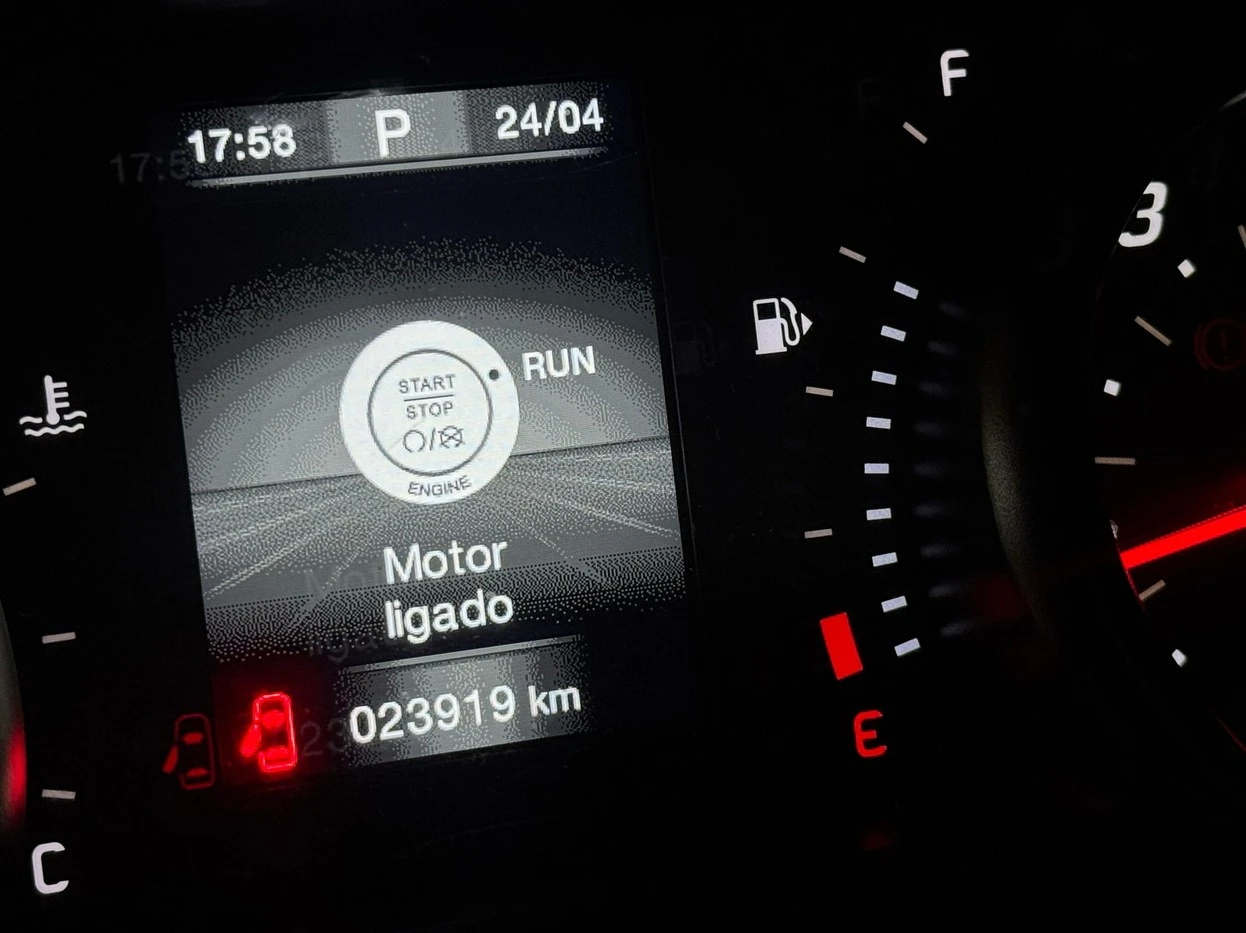 17:58 P 24/04
F
3
START
STOP
RUN
ENGINE
Motor
ligado
023919 km
E
C